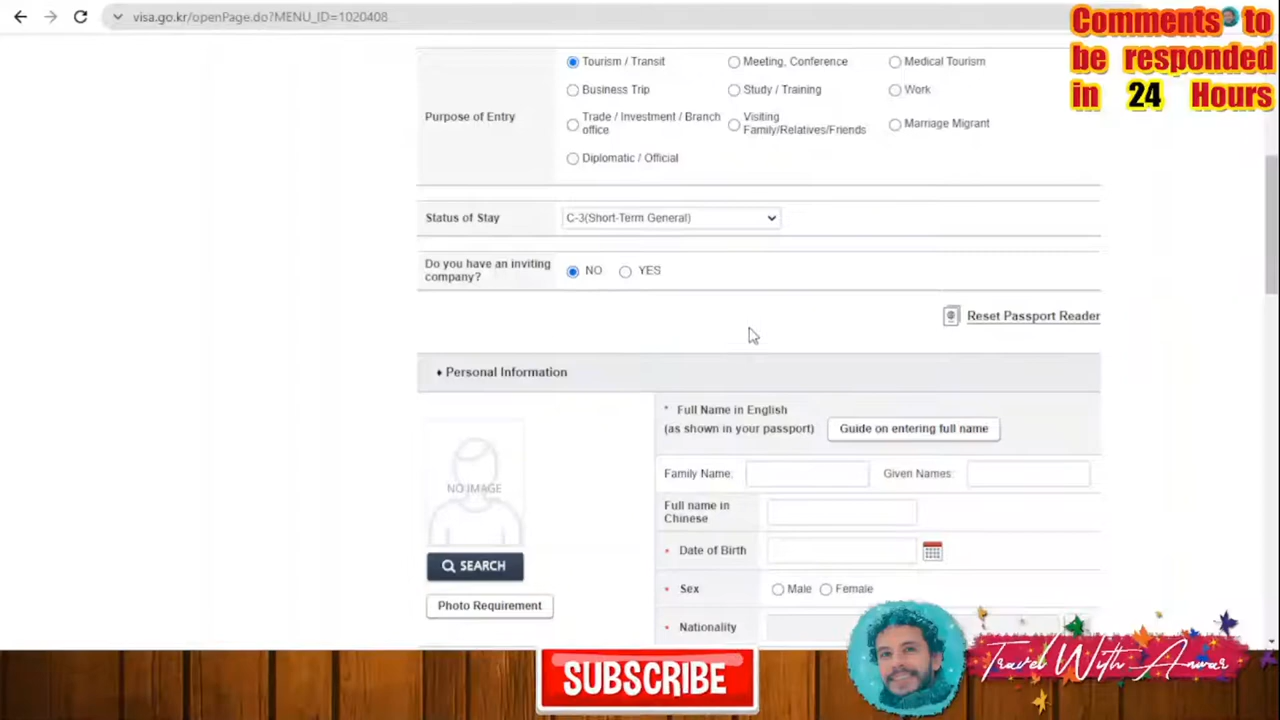 visa.go.kr/openPage.do?MENU_ID=1020408
Comments to
be responded
in 24 Hours
Purpose of Entry
Tourism / Transit
Meeting, Conference
Medical Tourism
Business Trip
Study / Training
Work
Trade / Investment / Branch
office
Visiting
Family/Relatives/Friends
Marriage Migrant
Diplomatic / Official
Status of Stay
C-3(Short-Term General)
Do you have an inviting
company?
NO
YES
Reset Passport Reader
♦ Personal Information
NO IMAGE
SEARCH
Photo Requirement
* Full Name in English
(as shown in your passport)
Guide on entering full name
Family Name:
Given Names:
Full name in
Chinese
* Date of Birth
* Sex
Male
Female
* Nationality
SUBSCRIBE
Travel With Anwar